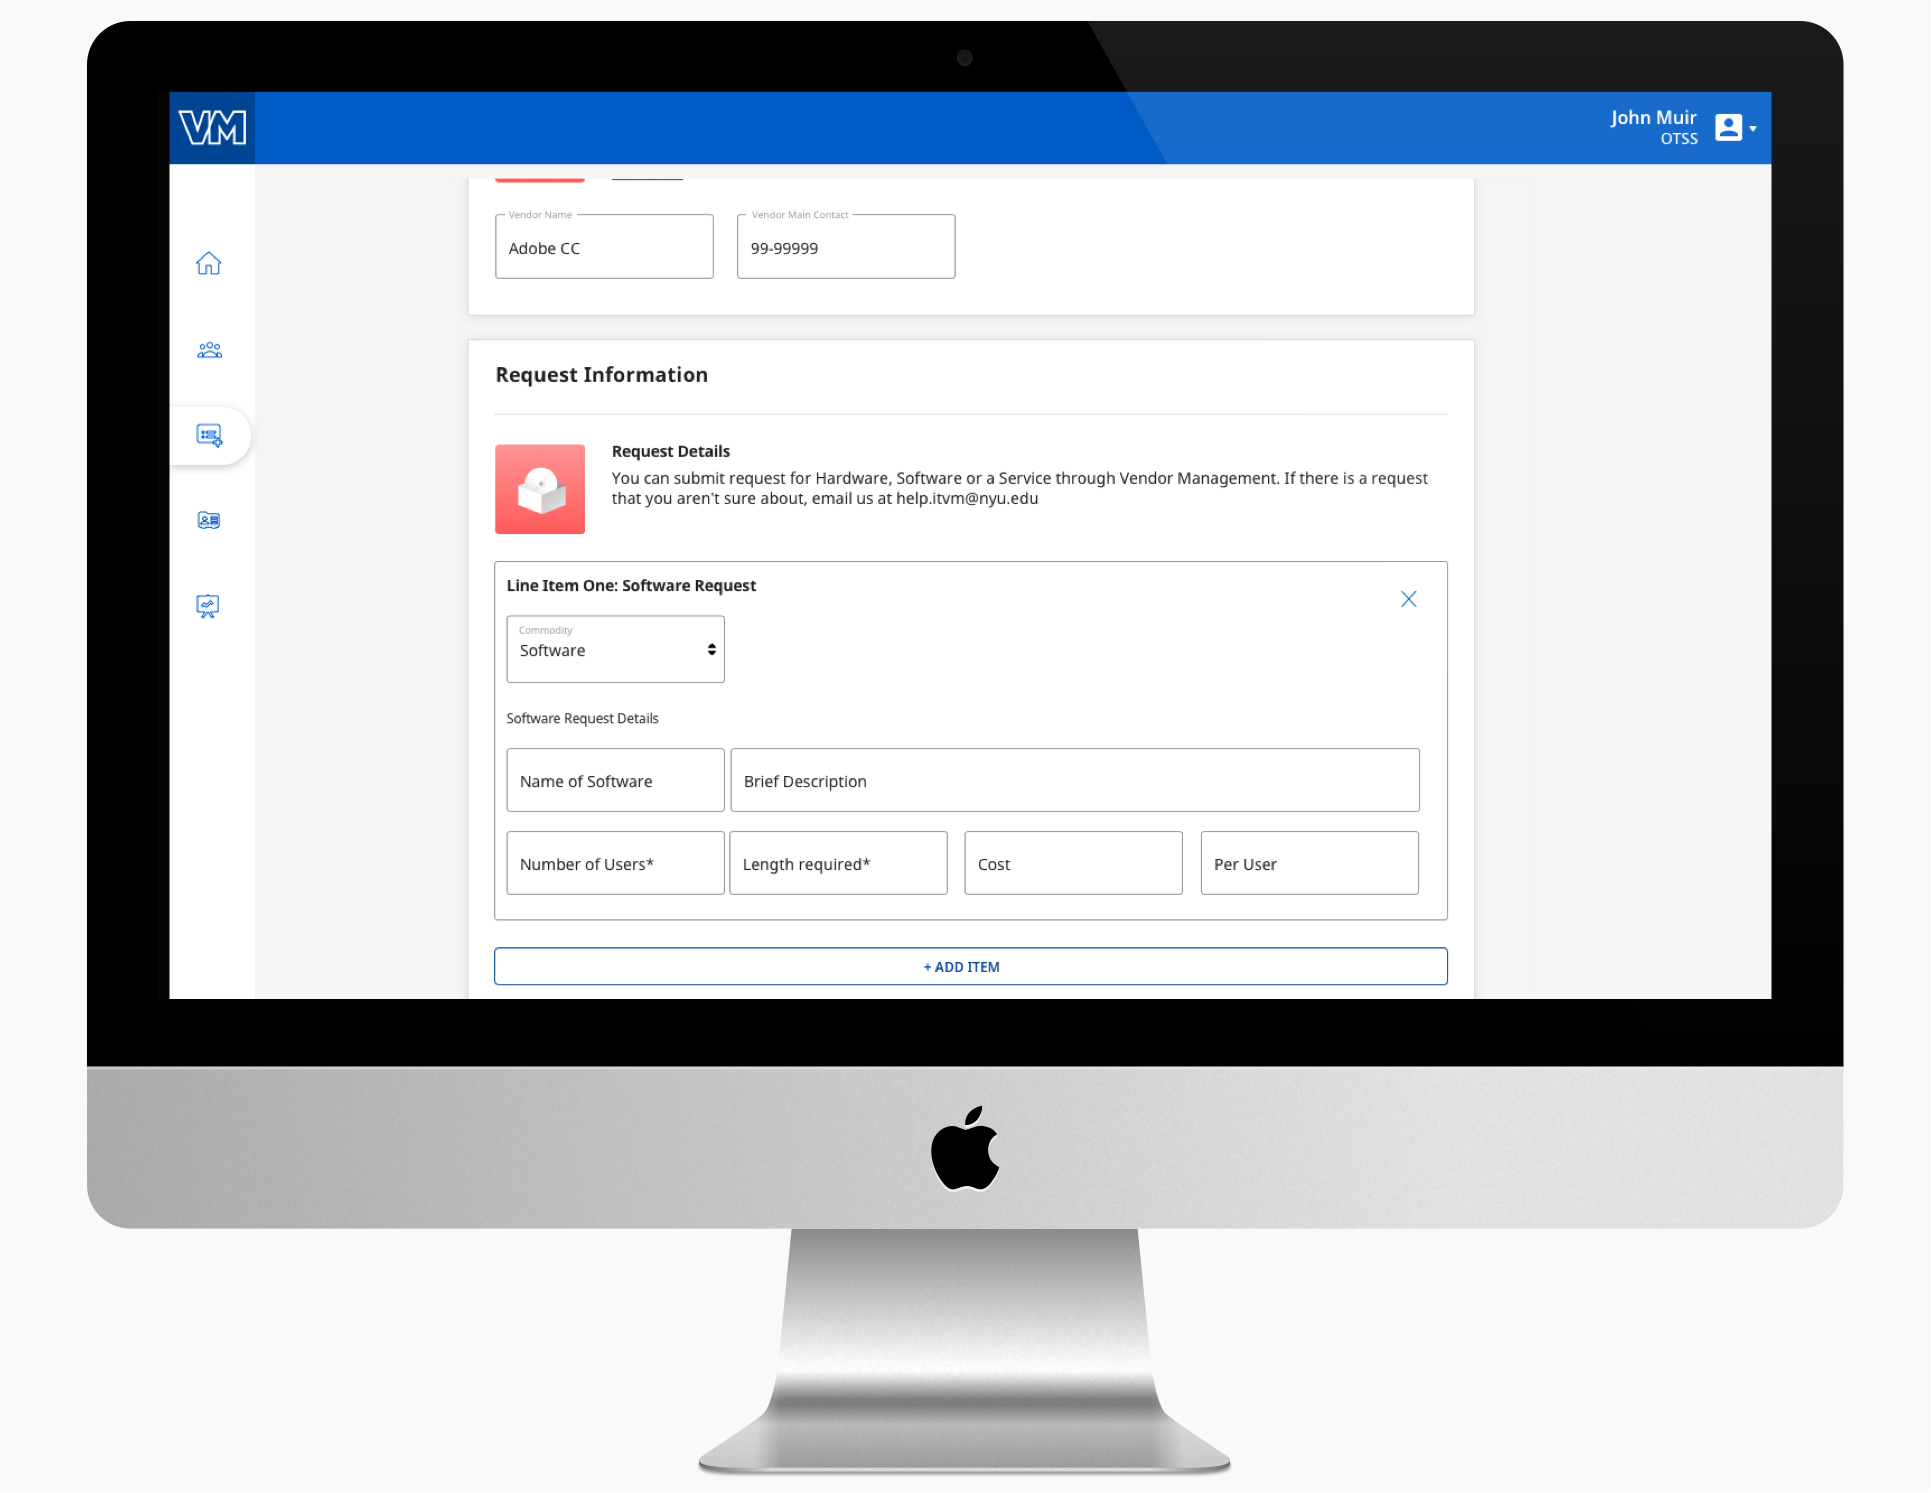 VM
John Muir
OTSS
Vendor Name
Vendor Main Contact
Adobe CC
99-99999
Request Information
Request Details
You can submit request for Hardware, Software or a Service through Vendor Management. If there is a request
that you aren't sure about, email us at help.itvm@nyu.edu
Line Item One: Software Request
Commodity
Software
Software Request Details
Name of Software
Brief Description
Number of Users*
Length required*
Cost
Per User
+ ADD ITEM